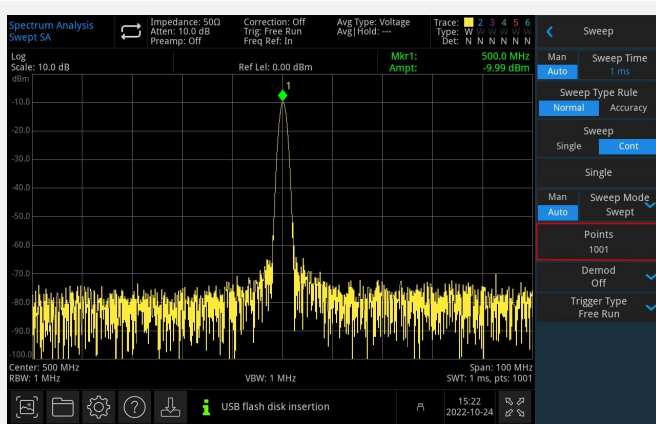 Spectrum Analysis
Swept SA
Impedance: 50Ω
Atten: 10.0 dB
Preamp: Off
Correction: Off
Trig: Free Run
Freq Ref: In
Avg Type: Voltage
Avg|Hold: ---
Trace: 1 2 3 4 5 6
Type: W W W W W W
Det: N N N N N N
Log
Scale: 10.0 dB
Ref Lel: 0.00 dBm
Mkr1: 500.0 MHz
Ampt: -9.99 dBm
dBm
1
-10.0
-20.0
-30.0
-40.0
-50.0
-60.0
-70.0
-80.0
-90.0
-100.0
Center: 500 MHz
RBW: 1 MHz
VBW: 1 MHz
Span: 100 MHz
SWT: 1 ms, pts: 1001
USB flash disk insertion
15:22
2022-10-24
Sweep
Man
Auto
Sweep Time
1 ms
Sweep Type Rule
Normal Accuracy
Sweep
Single Cont
Single
Man
Auto
Sweep Mode
Swept
Points
1001
Demod
Off
Trigger Type
Free Run